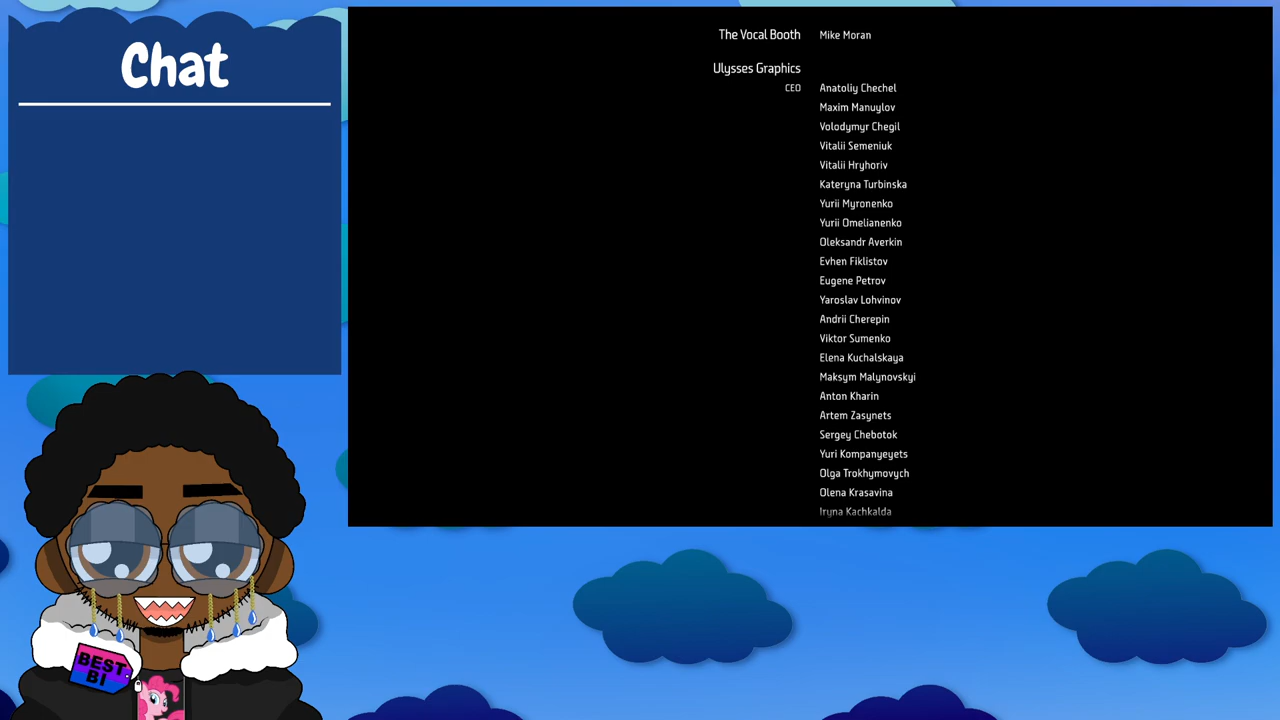 Chat
The Vocal Booth Mike Moran
Ulysses Graphics
CEO Anatoliy Chechel
Maxim Manuylov
Volodymyr Chegil
Vitalii Semeniuk
Vitalii Hryhoriv
Kateryna Turbinska
Yurii Myronenko
Yurii Omelianenko
Oleksandr Averkin
Evhen Fiklistov
Eugene Petrov
Yaroslav Lohvinov
Andrii Cherepin
Viktor Sumenko
Elena Kuchalskaya
Maksym Malynovskyi
Anton Kharin
Artem Zasynets
Sergey Chebotok
Yuri Kompanyeyets
Olga Trokhymovych
Olena Krasavina
Iryna Kachkalda
BEST
BI